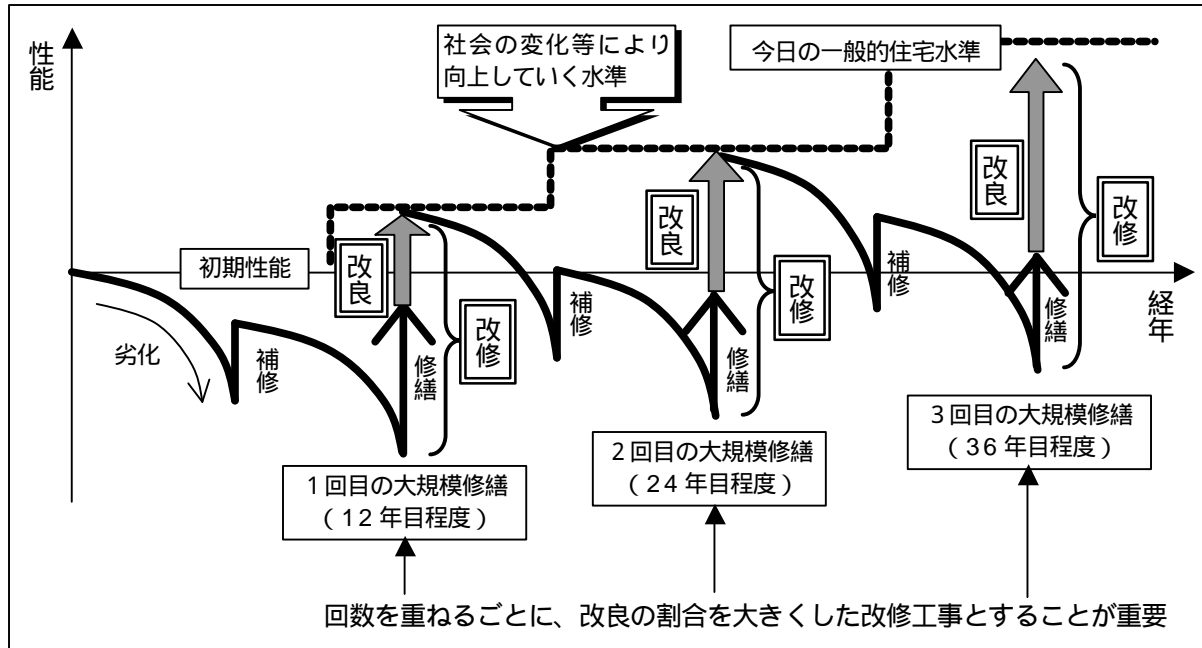 性能
社会の変化等により
向上していく水準
今日の一般的住宅水準
改良
改修
改良
改修
改良
改修
初期性能
劣化
補修
修繕
補修
修繕
補修
修繕
経年
1回目の大規模修繕
(12年目程度)
2回目の大規模修繕
(24年目程度)
3回目の大規模修繕
(36年目程度)
回数を重ねるごとに、改良の割合を大きくした改修工事とすることが重要